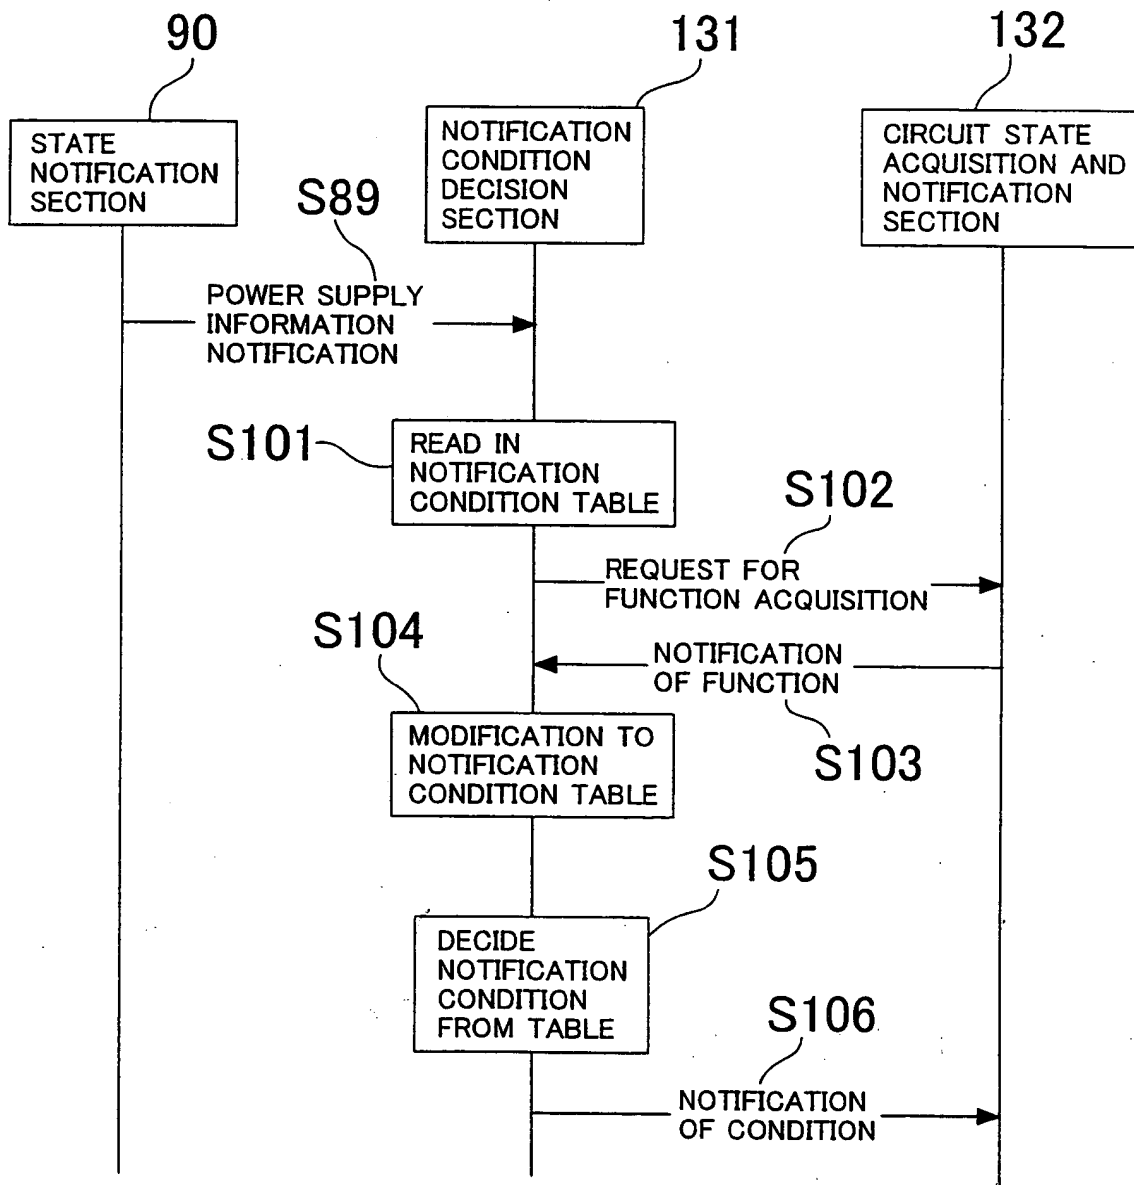 90
131
132
STATE
NOTIFICATION
SECTION
NOTIFICATION
CONDITION
DECISION
SECTION
CIRCUIT STATE
ACQUISITION AND
NOTIFICATION
SECTION
S89
POWER SUPPLY
INFORMATION
NOTIFICATION
S101
READ IN
NOTIFICATION
CONDITION TABLE
S102
REQUEST FOR
FUNCTION ACQUISITION
S104
NOTIFICATION
OF FUNCTION
S103
MODIFICATION TO
NOTIFICATION
CONDITION TABLE
S105
DECIDE
NOTIFICATION
CONDITION
FROM TABLE
S106
NOTIFICATION
OF CONDITION